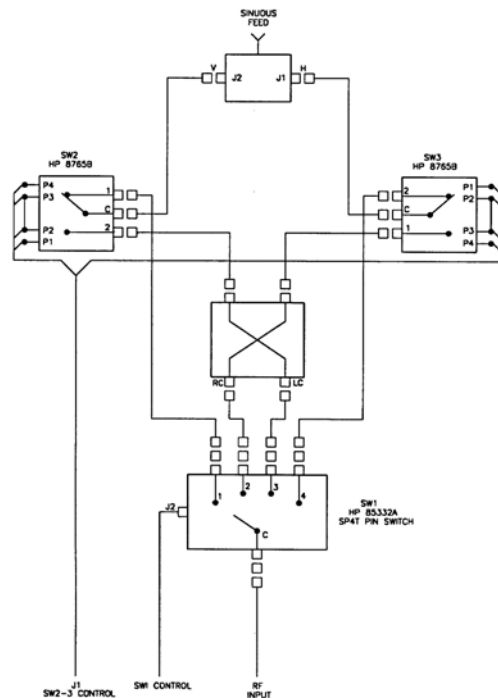 SINUOUS
FEED
V
H
J2
J1
SW2
HP 8765B
SW3
HP 8765B
P4
P3
P2
P1
1
C
2
2
C
1
P1
P2
P3
P4
RC
LC
1
2
3
4
J2
C
SW1
HP 85332A
SP4T PIN SWITCH
J1
SW2-3 CONTROL
SW1 CONTROL
RF
INPUT